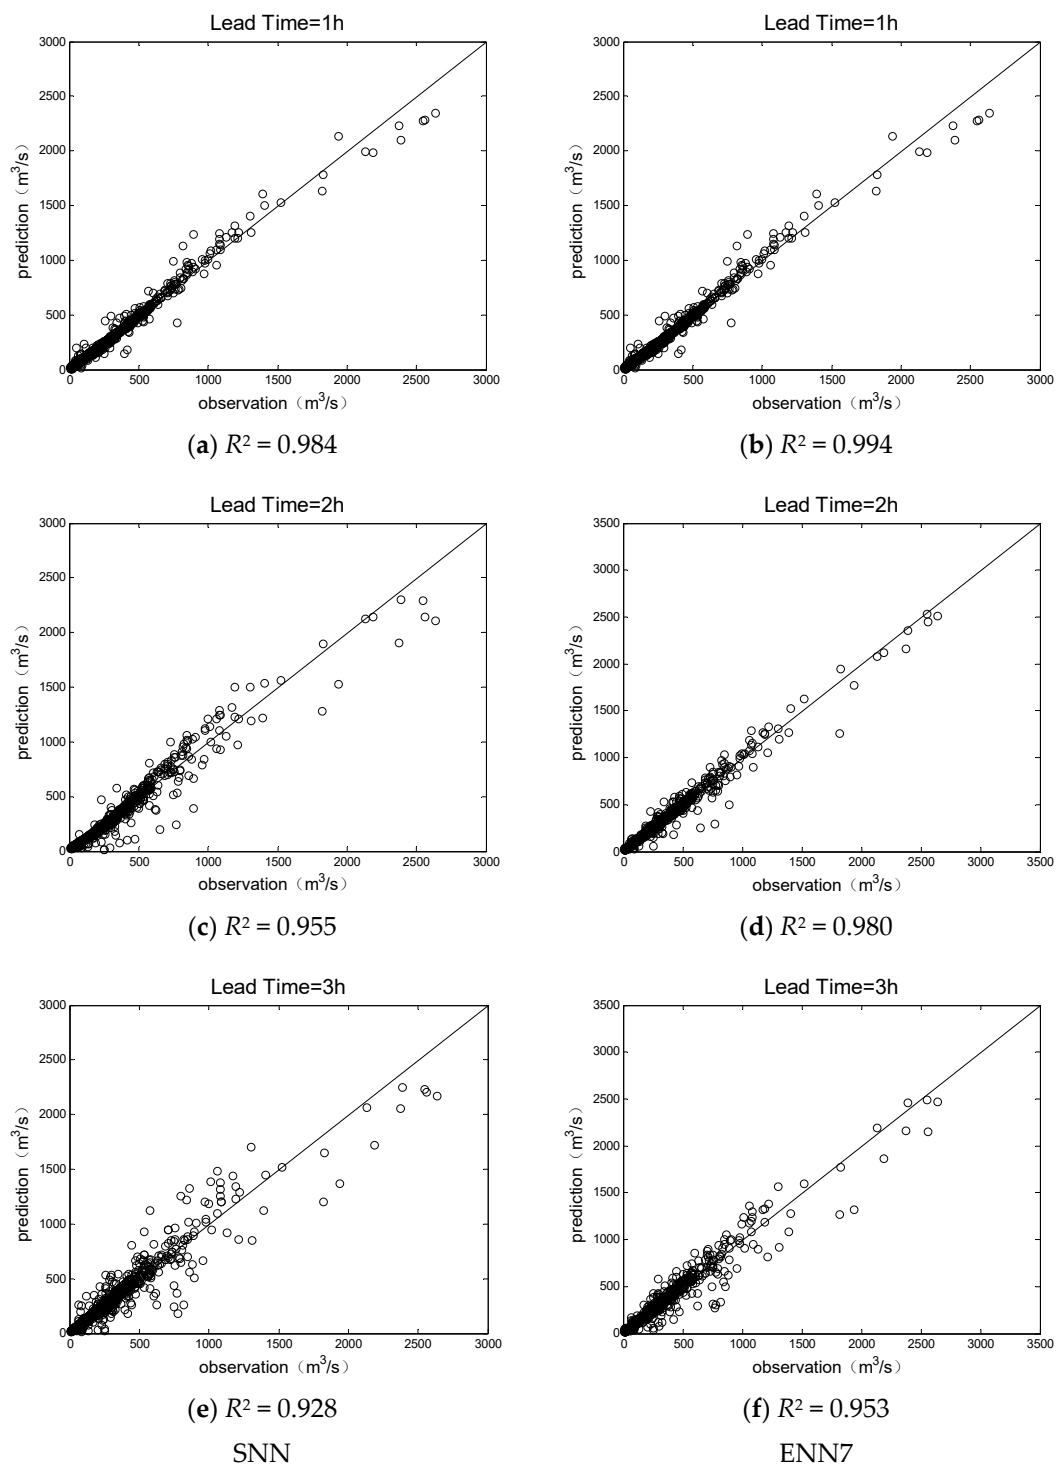 Lead Time=1h
3000
2500
2000
1500
1000
500
0
prediction（m³/s）
0 500 1000 1500 2000 2500 3000
observation（m³/s）
(a) R² = 0.984
Lead Time=1h
3000
2500
2000
1500
1000
500
0
prediction（m³/s）
0 500 1000 1500 2000 2500 3000
observation（m³/s）
(b) R² = 0.994
Lead Time=2h
3000
2500
2000
1500
1000
500
0
prediction（m³/s）
0 500 1000 1500 2000 2500 3000
observation（m³/s）
(c) R² = 0.955
Lead Time=2h
3500
3000
2500
2000
1500
1000
500
0
prediction（m³/s）
0 500 1000 1500 2000 2500 3000 3500
observation（m³/s）
(d) R² = 0.980
Lead Time=3h
3000
2500
2000
1500
1000
500
0
prediction（m³/s）
0 500 1000 1500 2000 2500 3000
observation（m³/s）
(e) R² = 0.928
Lead Time=3h
3500
3000
2500
2000
1500
1000
500
0
prediction（m³/s）
0 500 1000 1500 2000 2500 3000 3500
observation（m³/s）
(f) R² = 0.953
SNN
ENN7